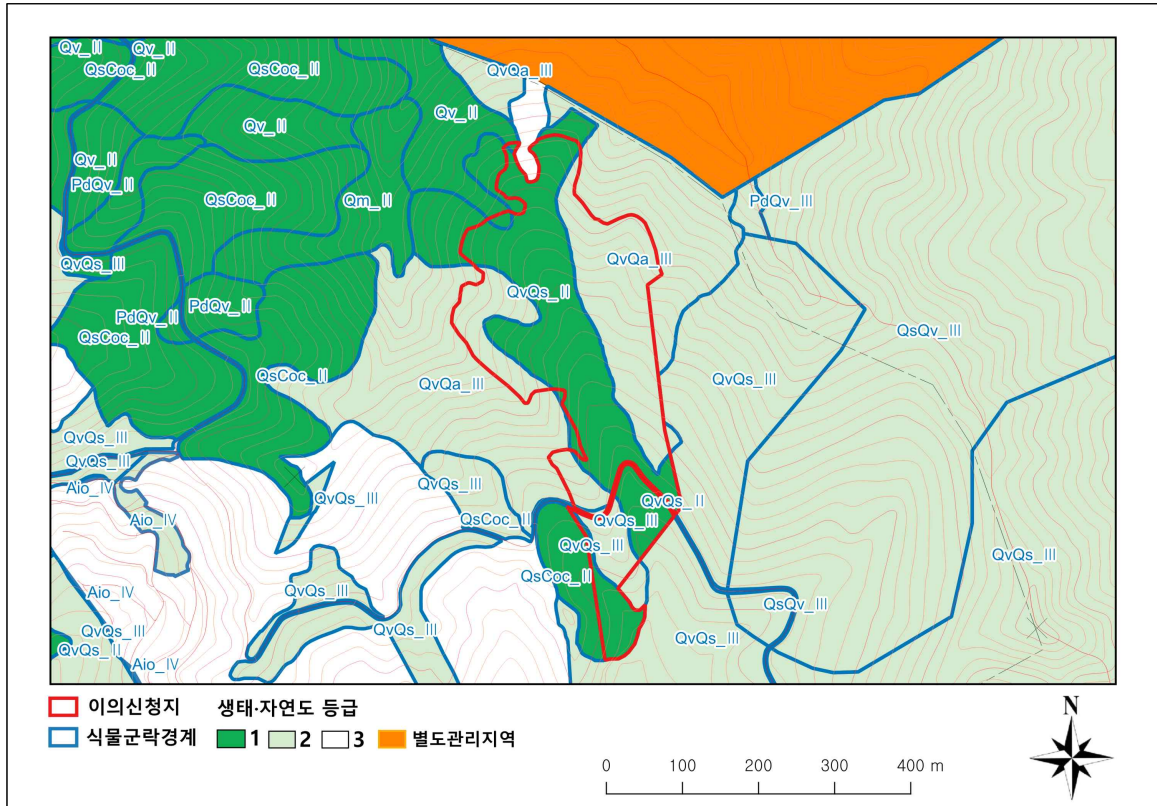 Qv_Ⅱ
Qv_Ⅱ
QsCoc_Ⅱ
QsCoc_Ⅱ
QvQa_Ⅲ
Qv_Ⅱ
Qv_Ⅱ
Qv_Ⅱ
PdQv_Ⅱ
QsCoc_Ⅱ
Qm_Ⅱ
PdQv_Ⅲ
QvQs_Ⅲ
QvQa_Ⅲ
QvQs_Ⅱ
PdQv_Ⅱ
PdQv_Ⅱ
QsCoc_Ⅱ
QsQv_Ⅲ
QsCoc_Ⅱ
QvQa_Ⅲ
QvQs_Ⅲ
QvQs_Ⅲ
QvQs_Ⅲ
Aio_Ⅳ
QvQs_Ⅲ
QvQs_Ⅲ
QvQs_Ⅱ
Aio_Ⅳ
QsCoc_Ⅱ
QvQs_Ⅲ
QvQs_Ⅲ
QvQs_Ⅲ
QsCoc_Ⅱ
Aio_Ⅳ
QvQs_Ⅲ
QsQv_Ⅲ
QvQs_Ⅲ
QvQs_Ⅲ
QvQs_Ⅲ
QvQs_Ⅱ
Aio_Ⅳ
이의신청지 생태·자연도 등급
식물군락경계 1 2 3 별도관리지역
N
0 100 200 300 400 m